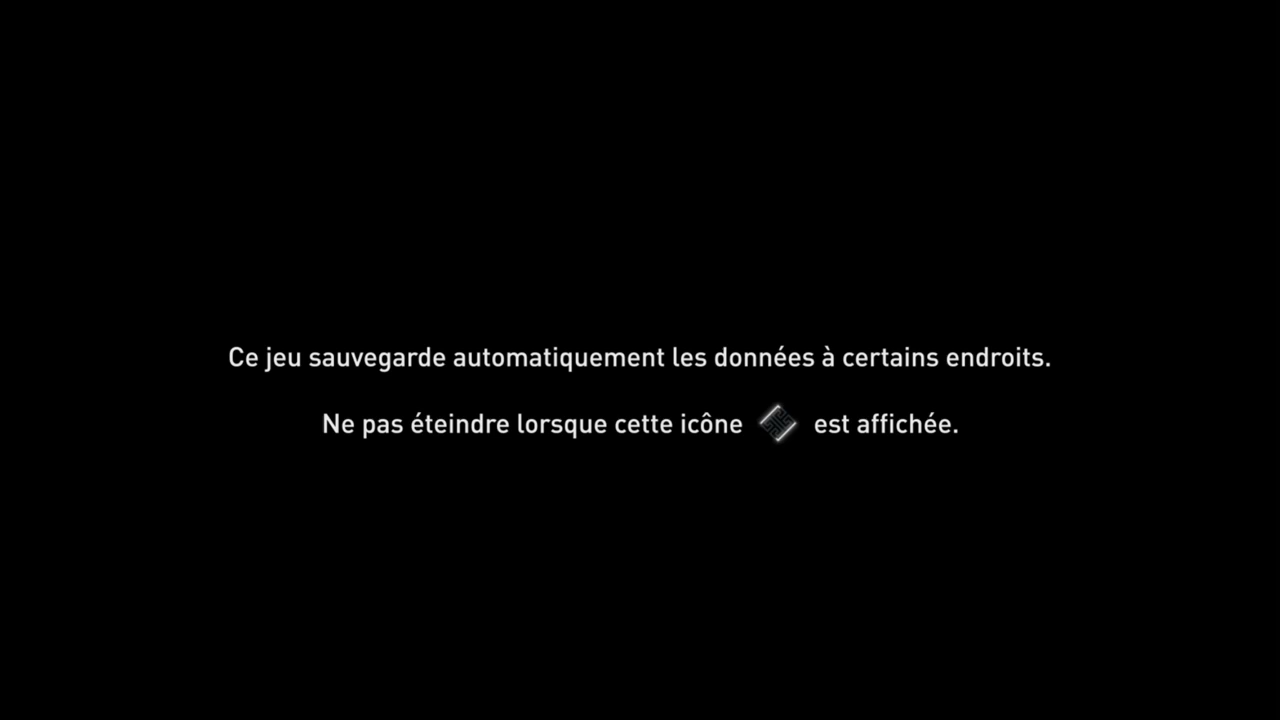 Ce jeu sauvegarde automatiquement les données à certains endroits.
Ne pas éteindre lorsque cette icône est affichée.